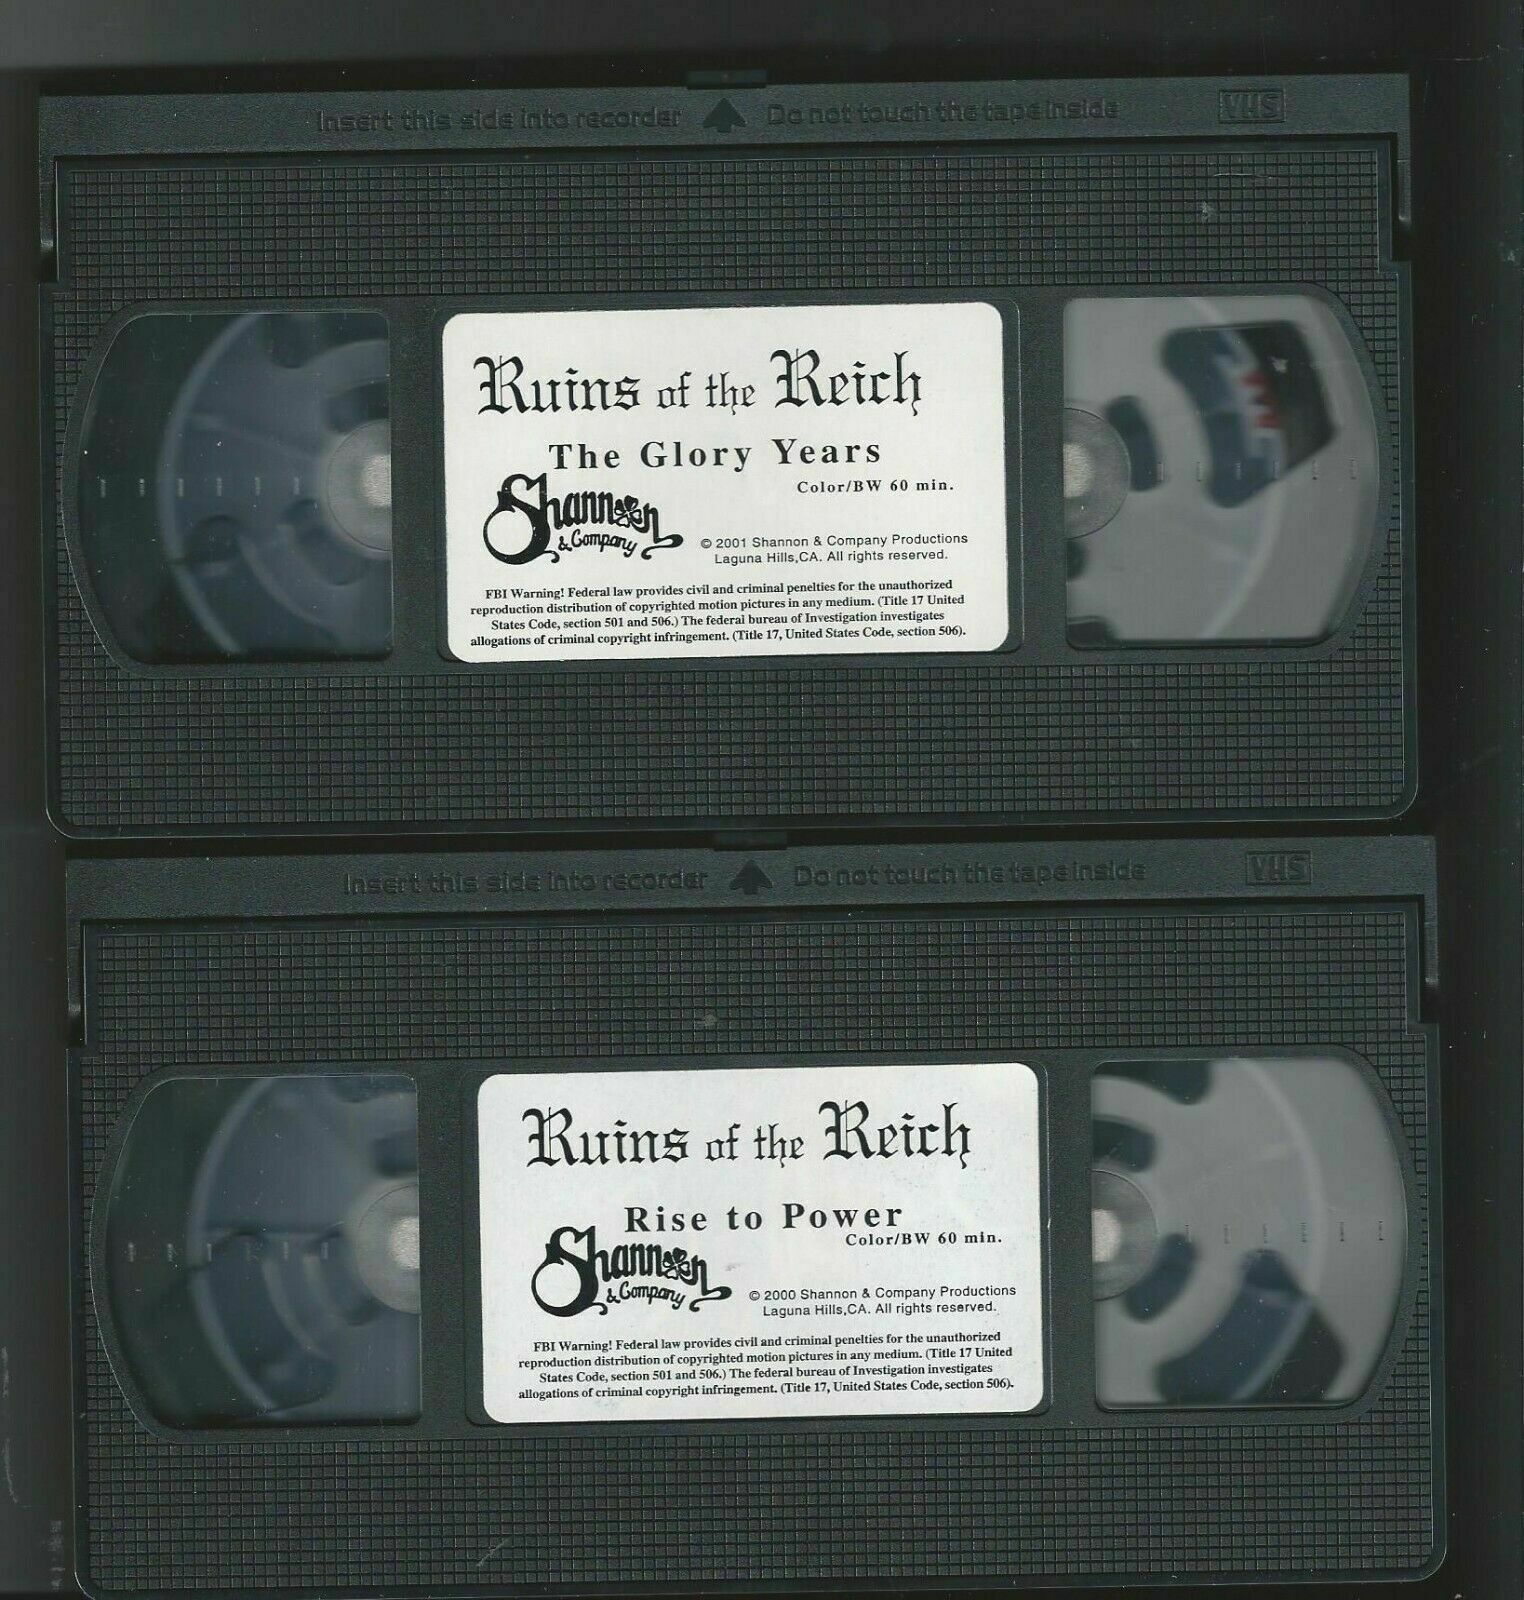 Insert this side into recorder Do not touch the tape inside VHS
Ruins of the Reich
The Glory Years
Color/BW 60 min.
Shannon
& Company
© 2001 Shannon & Company Productions
Laguna Hills,CA. All rights reserved.
FBI Warning! Federal law provides civil and criminal penelties for the unauthorized
reproduction distribution of copyrighted motion pictures in any medium. (Title 17 United
States Code, section 501 and 506.) The federal bureau of Investigation investigates
allogations of criminal copyright infringement. (Title 17, United States Code, section 506).
Insert this side into recorder Do not touch the tape inside VHS
Ruins of the Reich
Rise to Power
Color/BW 60 min.
Shannon
& Company
© 2000 Shannon & Company Productions
Laguna Hills,CA. All rights reserved.
FBI Warning! Federal law provides civil and criminal penelties for the unauthorized
reproduction distribution of copyrighted motion pictures in any medium. (Title 17 United
States Code, section 501 and 506.) The federal bureau of Investigation investigates
allogations of criminal copyright infringement. (Title 17, United States Code, section 506).